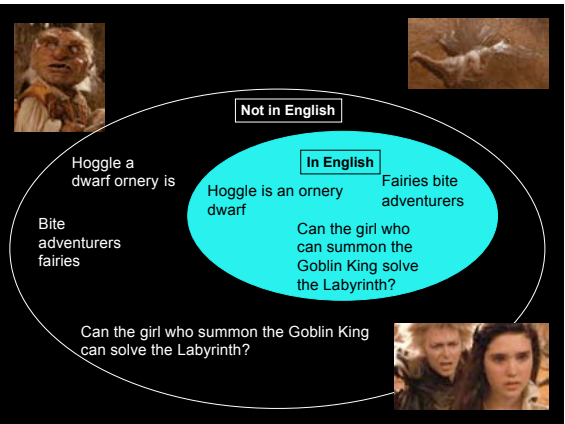 Not in English
In English
Hoggle a
dwarf ornery is
Hoggle is an ornery
dwarf
Fairies bite
adventurers
Bite
adventurers
fairies
Can the girl who
can summon the
Goblin King solve
the Labyrinth?
Can the girl who summon the Goblin King
can solve the Labyrinth?